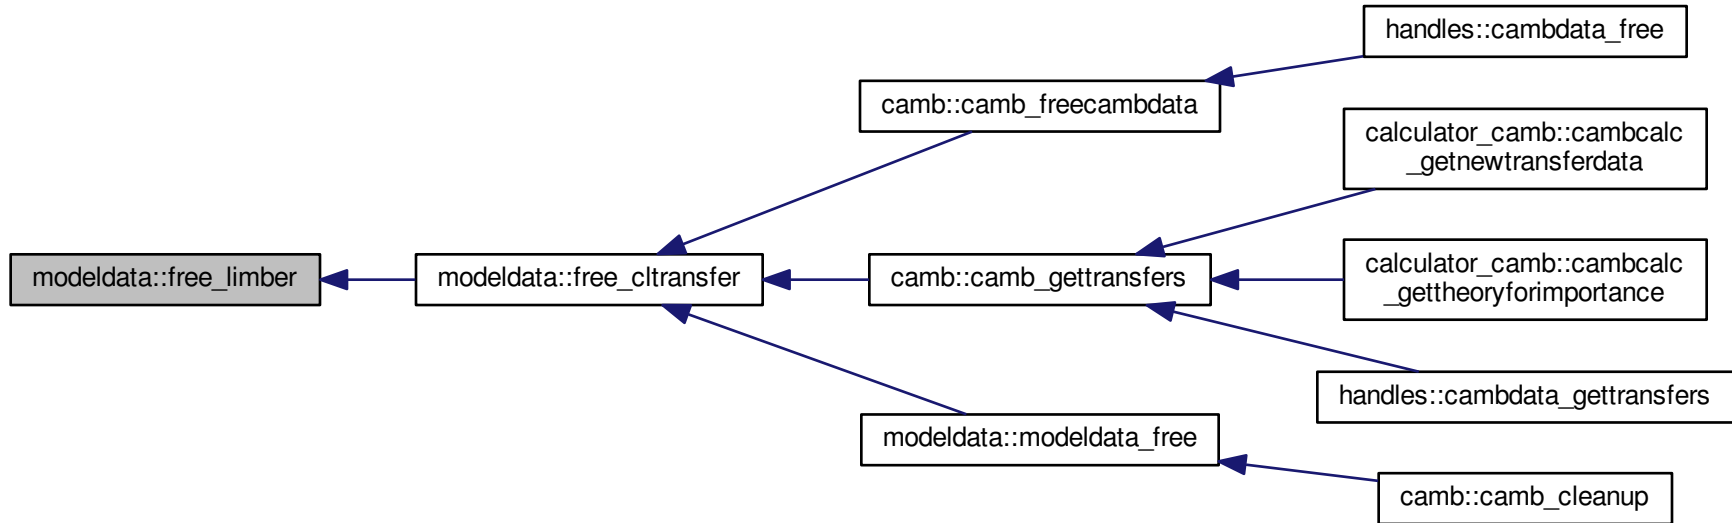 handles::cambdata_free
camb::camb_freecambdata
calculator_camb::cambcalc
_getnewtransferdata
modeldata::free_limber
modeldata::free_cltransfer
camb::camb_gettransfers
calculator_camb::cambcalc
_gettheoryforimportance
handles::cambdata_gettransfers
modeldata::modeldata_free
camb::camb_cleanup